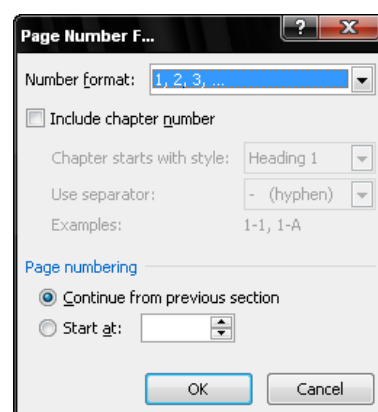 Page Number F...
Number format: 1, 2, 3, ...
Include chapter number
Chapter starts with style: Heading 1
Use separator: - (hyphen)
Examples: 1-1, 1-A
Page numbering
Continue from previous section
Start at:
OK Cancel